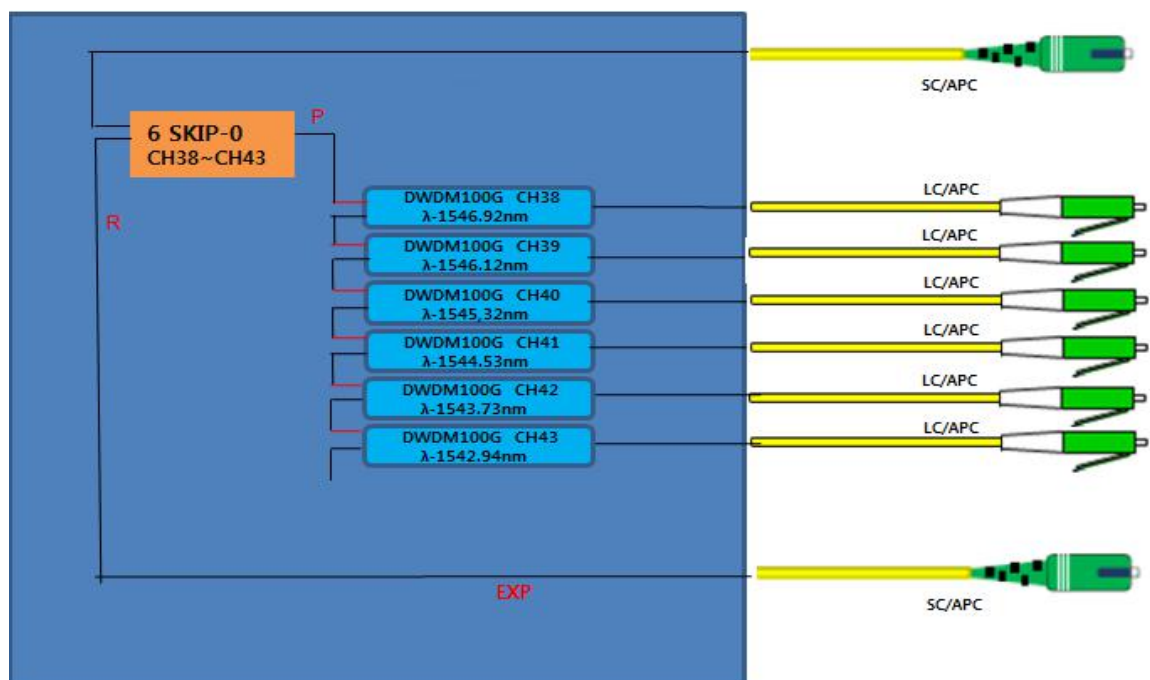 SC/APC
P
6 SKIP-0
CH38~CH43
R
DWDM100G CH38
λ-1546.92nm
LC/APC
DWDM100G CH39
λ-1546.12nm
LC/APC
DWDM100G CH40
λ-1545,32nm
LC/APC
DWDM100G CH41
λ-1544.53nm
LC/APC
DWDM100G CH42
λ-1543.73nm
LC/APC
DWDM100G CH43
λ-1542.94nm
LC/APC
EXP
SC/APC